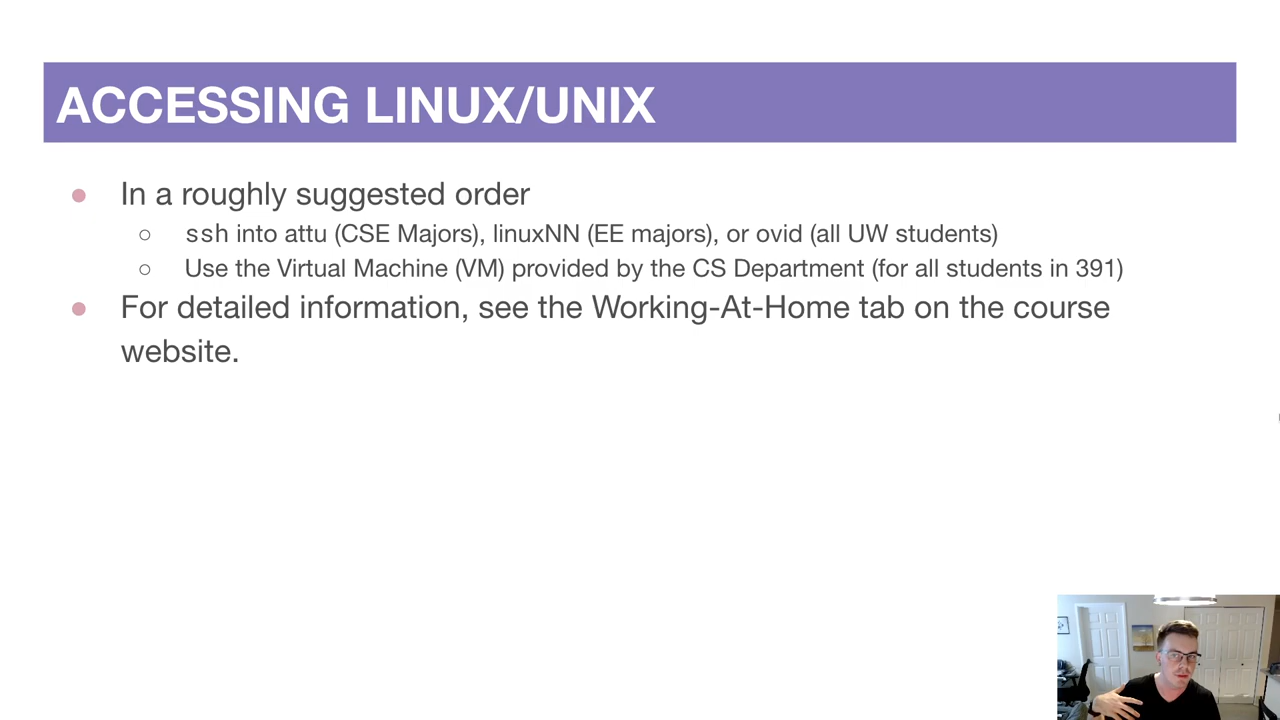 ACCESSING LINUX/UNIX
In a roughly suggested order
ssh into attu (CSE Majors), linuxNN (EE majors), or ovid (all UW students)
Use the Virtual Machine (VM) provided by the CS Department (for all students in 391)
For detailed information, see the Working-At-Home tab on the course
website.